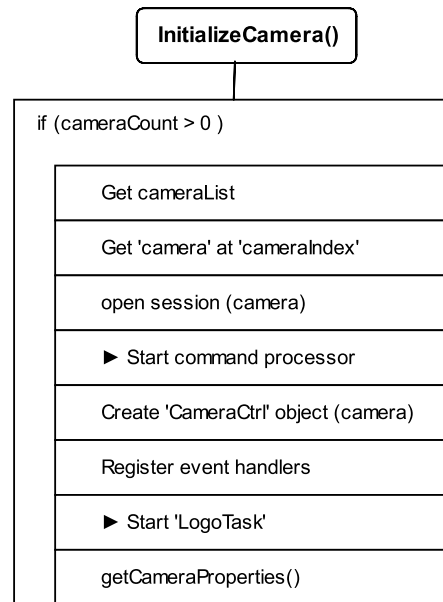 InitializeCamera()
if (cameraCount > 0 )
Get cameraList
Get 'camera' at 'cameraIndex'
open session (camera)
► Start command processor
Create 'CameraCtrl' object (camera)
Register event handlers
► Start 'LogoTask'
getCameraProperties()